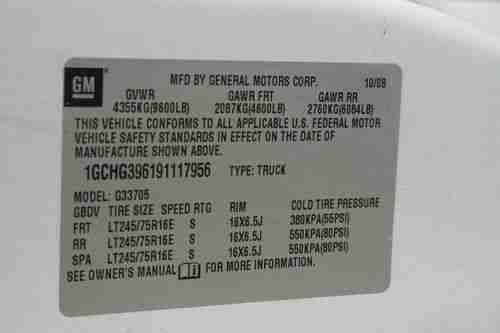 GM
MFD BY GENERAL MOTORS CORP. 10/08
GVWR GAWR FRT GAWR RR
4355KG(9600LB) 2087KG(4600LB) 2760KG(6084LB)
THIS VEHICLE CONFORMS TO ALL APPLICABLE U.S. FEDERAL MOTOR
VEHICLE SAFETY STANDARDS IN EFFECT ON THE DATE OF
MANUFACTURE SHOWN ABOVE.
1GCHG396191117956 TYPE: TRUCK
MODEL: G33705
GBDV TIRE SIZE SPEED RTG RIM COLD TIRE PRESSURE
FRT LT245/75R16E S 16X6.5J 380KPA(55PSI)
RR LT245/75R16E S 16X6.5J 550KPA(80PSI)
SPA LT245/75R16E S 16X6.5J 550KPA(80PSI)
SEE OWNER'S MANUAL FOR MORE INFORMATION.